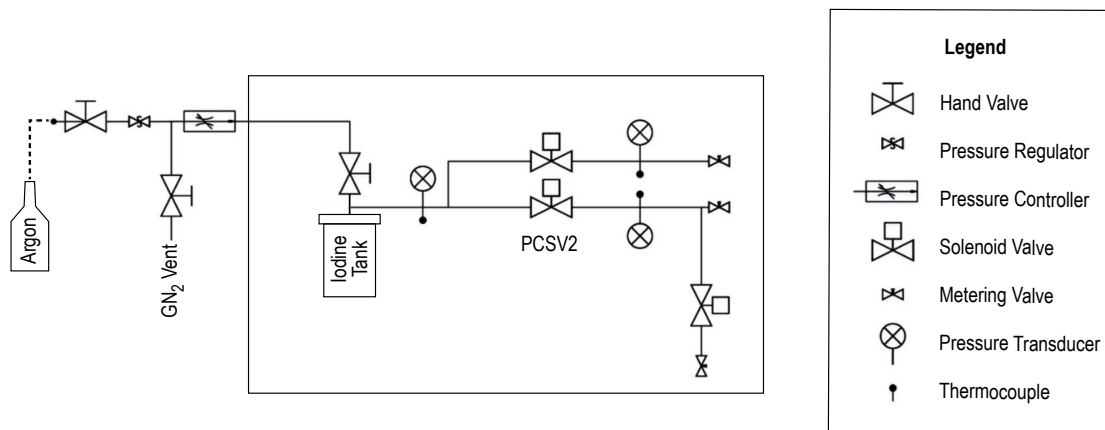 Argon
GN₂ Vent
Iodine
Tank
PCSV2
Legend
Hand Valve
Pressure Regulator
Pressure Controller
Solenoid Valve
Metering Valve
Pressure Transducer
Thermocouple